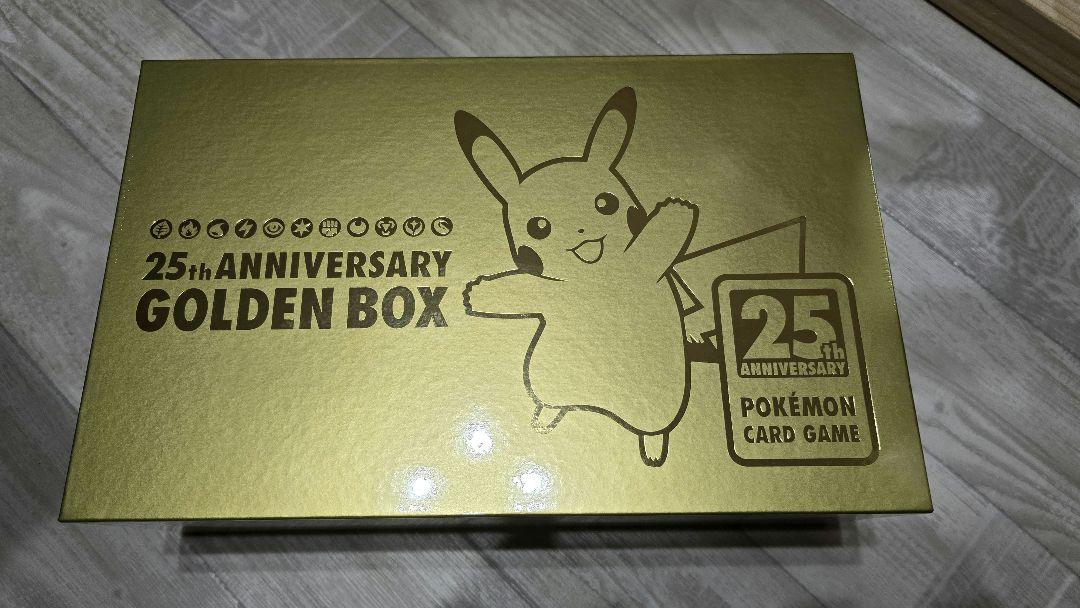 25th ANNIVERSARY
GOLDEN BOX
25th
ANNIVERSARY
POKÉMON
CARD GAME